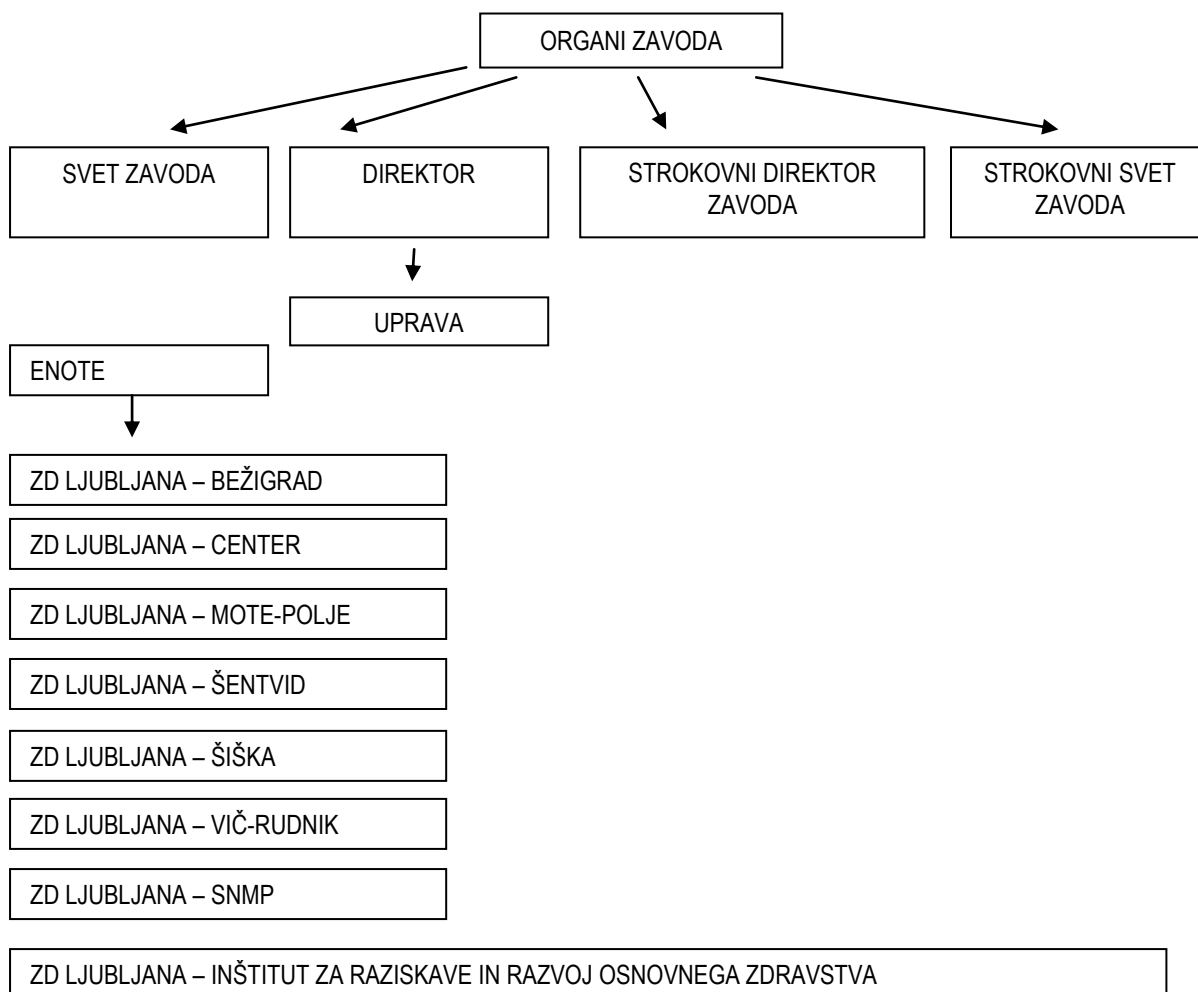 ORGANI ZAVODA
SVET ZAVODA
DIREKTOR
STROKOVNI DIREKTOR
ZAVODA
STROKOVNI SVET
ZAVODA
UPRAVA
ENOTE
ZD LJUBLJANA – BEŽIGRAD
ZD LJUBLJANA – CENTER
ZD LJUBLJANA – MOTE-POLJE
ZD LJUBLJANA – ŠENTVID
ZD LJUBLJANA – ŠIŠKA
ZD LJUBLJANA – VIČ-RUDNIK
ZD LJUBLJANA – SNMP
ZD LJUBLJANA – INŠTITUT ZA RAZISKAVE IN RAZVOJ OSNOVNEGA ZDRAVSTVA